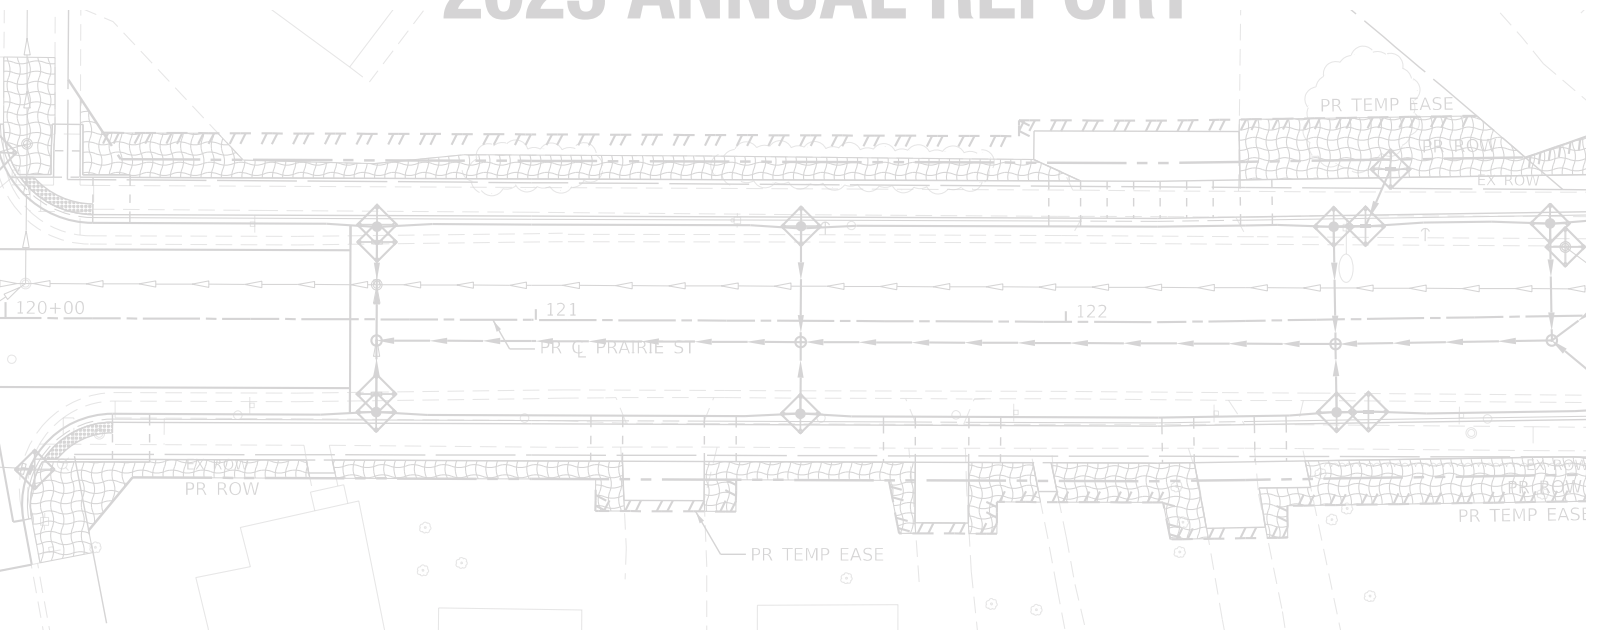 2023 ANNUAL REPORT
PR TEMP EASE
PR ROW
EX ROW
120+00
121
122
PR ℄ PRAIRIE ST
EX ROW
EX ROW
PR ROW
PR ROW
PR TEMP EASE
PR TEMP EASE